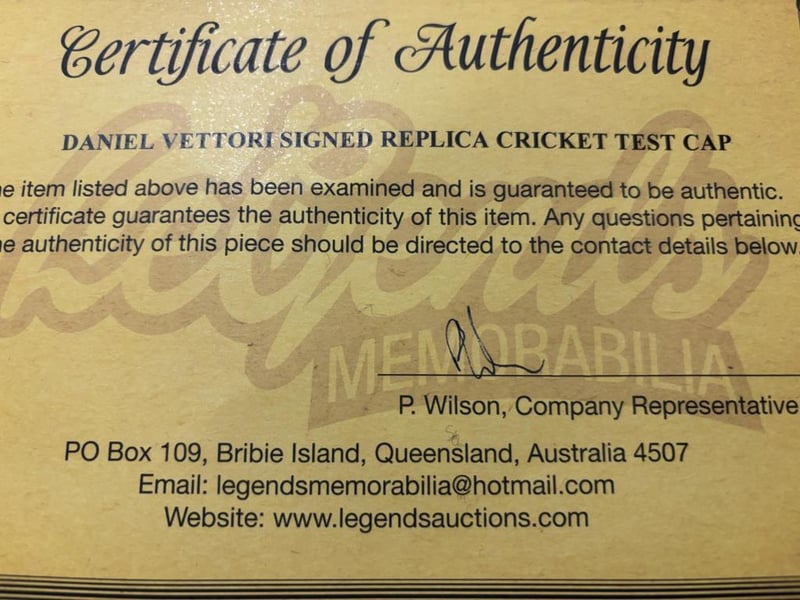 Certificate of Authenticity
DANIEL VETTORI SIGNED REPLICA CRICKET TEST CAP
item listed above has been examined and is guaranteed to be authentic.
certificate guarantees the authenticity of this item. Any questions pertaining
authenticity of this piece should be directed to the contact details below.
Legends
MEMORABILIA
P. Wilson, Company Representative
PO Box 109, Bribie Island, Queensland, Australia 4507
Email: legendsmemorabilia@hotmail.com
Website: www.legendsauctions.com